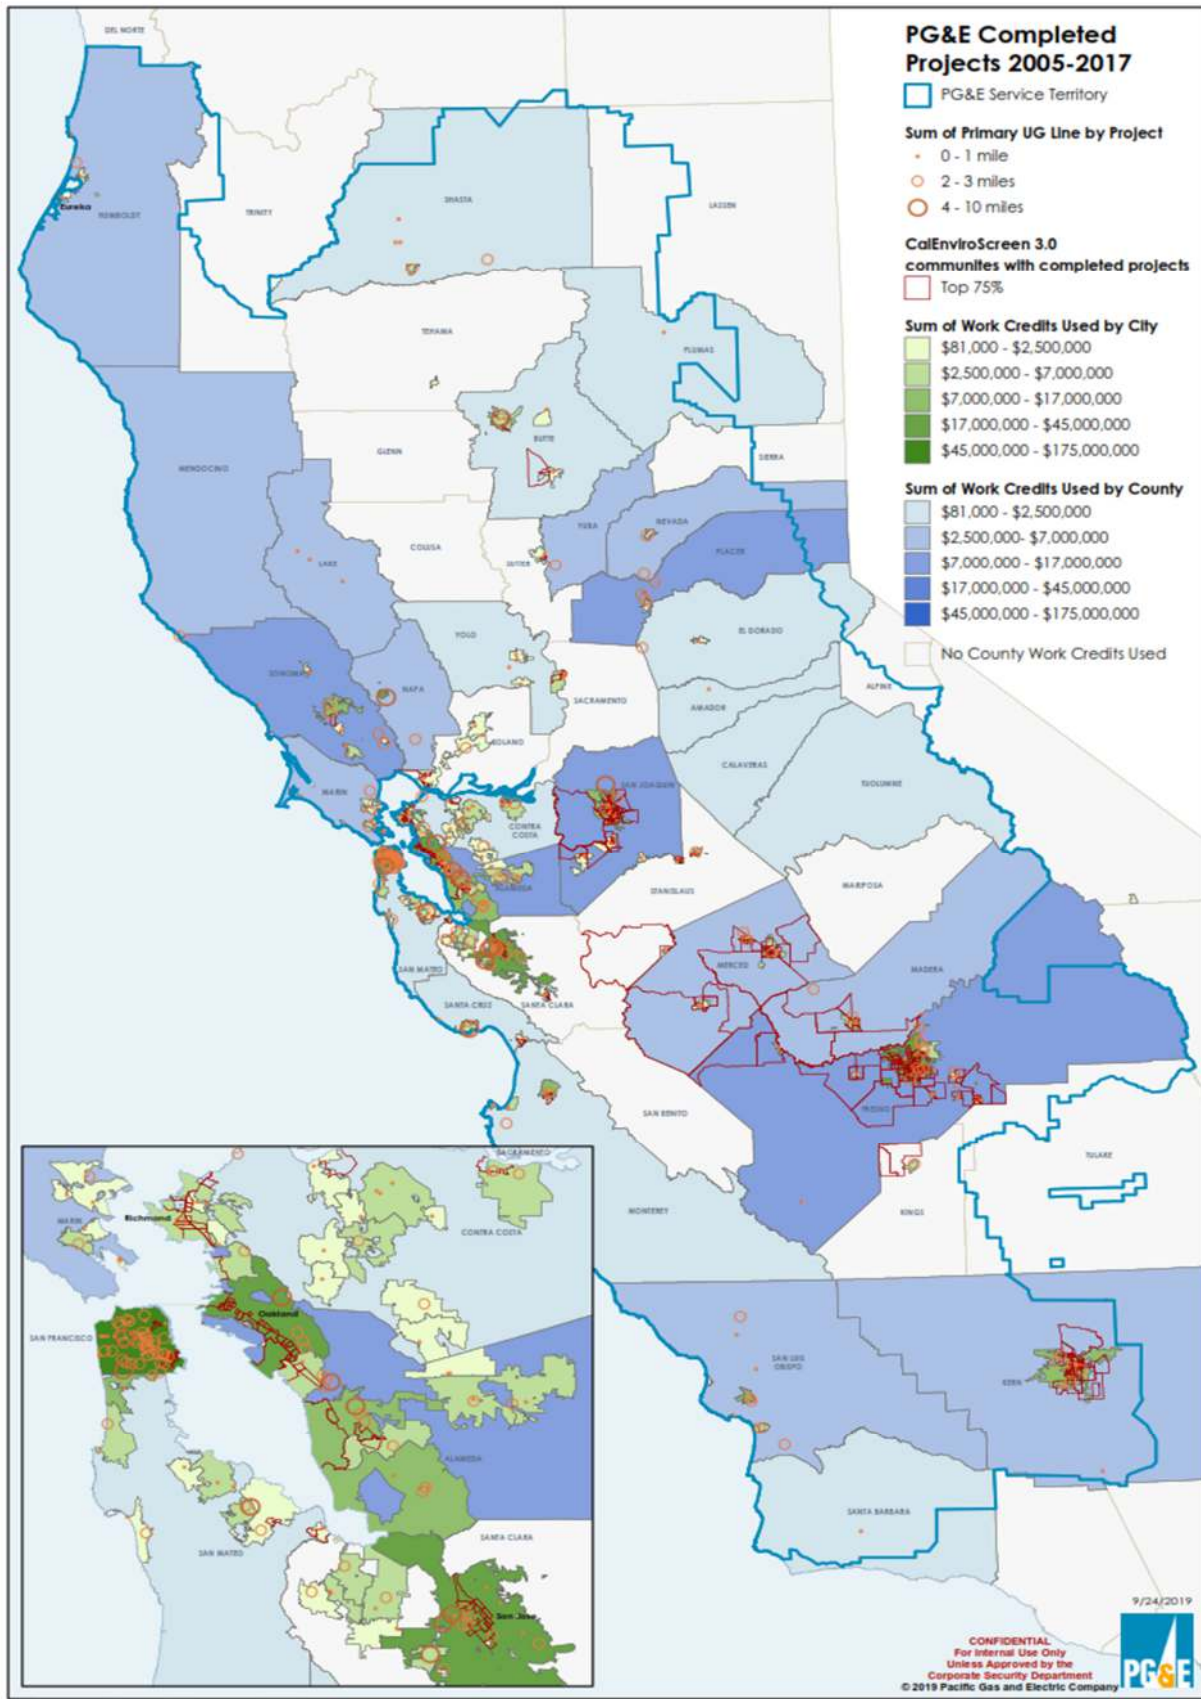 PG&E Completed
Projects 2005-2017
PG&E Service Territory
Sum of Primary UG Line by Project
0 - 1 mile
2 - 3 miles
4 - 10 miles
CalEnviroScreen 3.0
communites with completed projects
Top 75%
Sum of Work Credits Used by City
$81,000 - $2,500,000
$2,500,000 - $7,000,000
$7,000,000 - $17,000,000
$17,000,000 - $45,000,000
$45,000,000 - $175,000,000
Sum of Work Credits Used by County
$81,000 - $2,500,000
$2,500,000- $7,000,000
$7,000,000 - $17,000,000
$17,000,000 - $45,000,000
$45,000,000 - $175,000,000
No County Work Credits Used
DEL NORTE
SHASTA
LASSEN
TRINITY
Eureka
HUMBOLDT
TEHAMA
PLUMAS
BUTTE
GLENN
SIERRA
MENDOCINO
YUBA
NEVADA
COLUSA
PLACER
LAKE
SUTTER
YOLO
EL DORADO
SONOMA
NAPA
SACRAMENTO
ALPINE
AMADOR
SOLANO
CALAVERAS
TUOLUMNE
SAN JOAQUIN
MARIN
CONTRA
COSTA
ALAMEDA
STANISLAUS
MARIPOSA
SAN MATEO
MERCED
MADERA
SANTA CRUZ
SANTA CLARA
FRESNO
SAN BENITO
TULARE
MONTEREY
KINGS
SAN LUIS
OBISPO
KERN
SANTA BARBARA
SACRAMENTO
MARIN
Richmond
CONTRA COSTA
Oakland
SAN FRANCISCO
ALAMEDA
SANTA CLARA
SAN MATEO
San Jose
9/24/2019
CONFIDENTIAL
For Internal Use Only
Unless Approved by the
Corporate Security Department
© 2019 Pacific Gas and Electric Company
PG&E